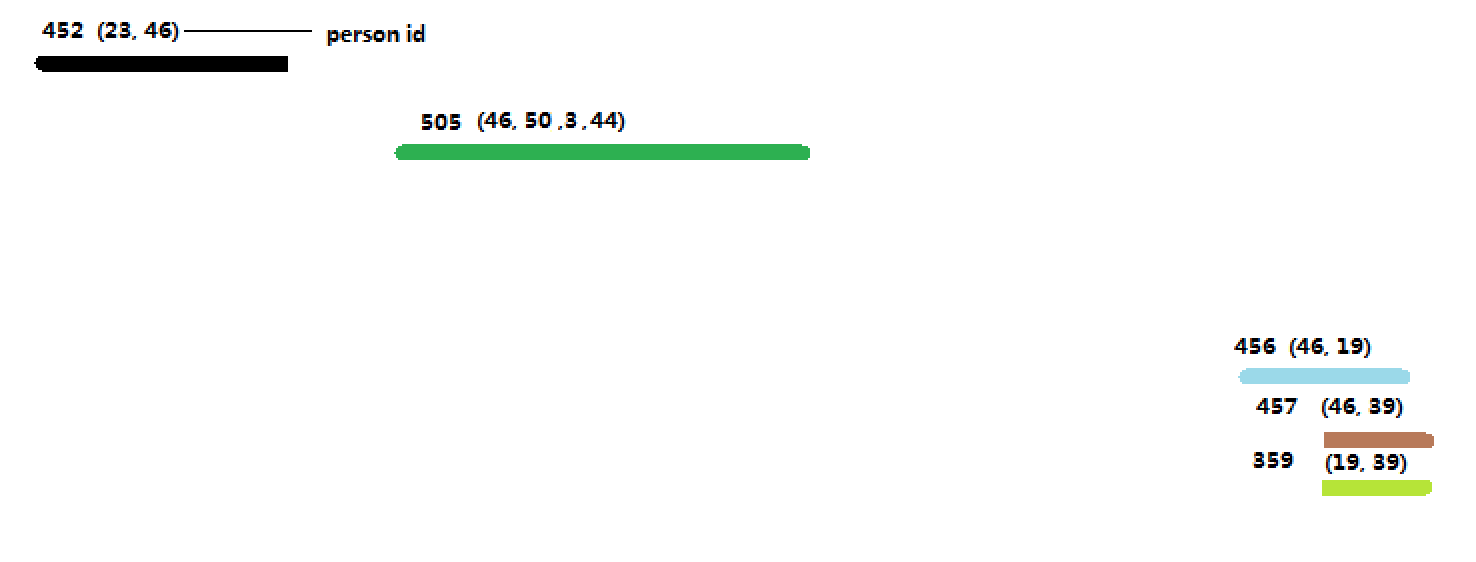 452 (23, 46) person id
505 (46, 50 ,3,44)
456 (46, 19)
457 (46, 39)
359 (19, 39)